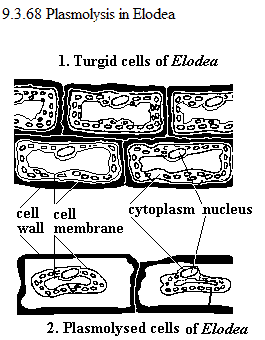 9.3.68 Plasmolysis in Elodea
1. Turgid cells of Elodea
cell cell cytoplasm nucleus
wall membrane
2. Plasmolysed cells of Elodea